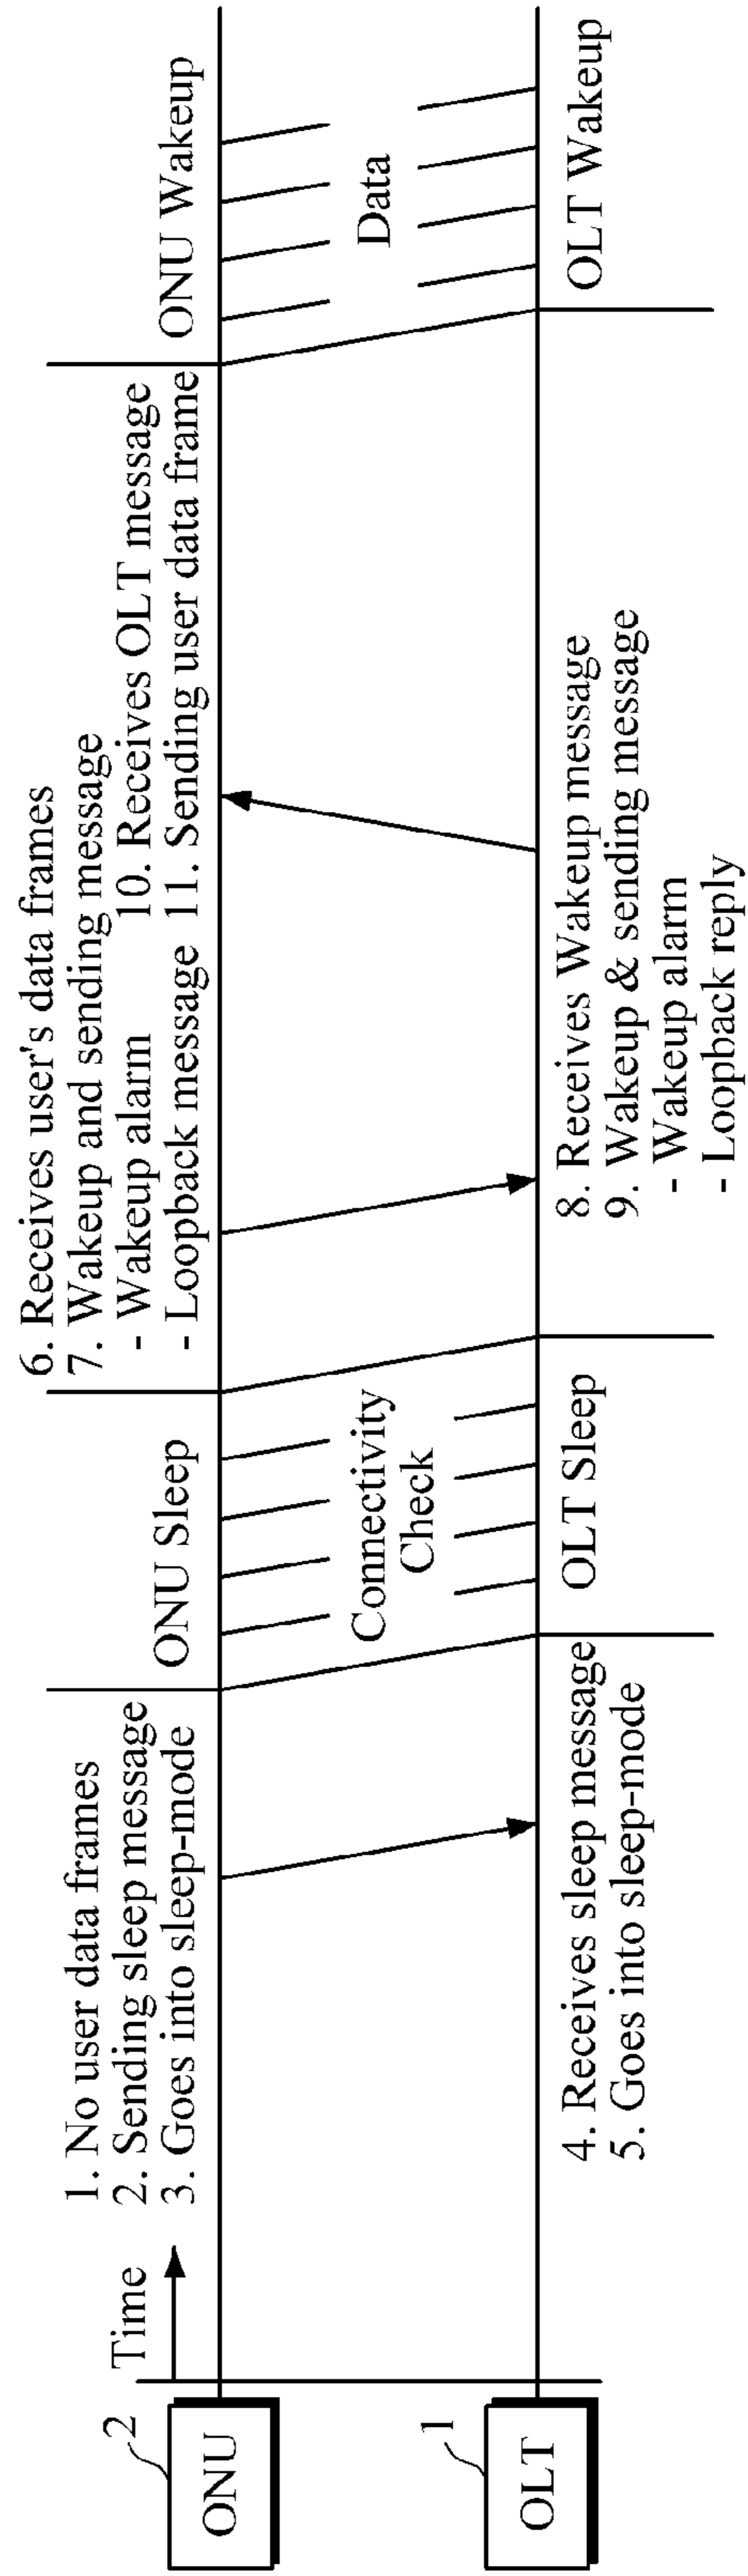 2
ONU
1
OLT
Time
1. No user data frames
2. Sending sleep message
3. Goes into sleep-mode
4. Receives sleep message
5. Goes into sleep-mode
ONU Sleep
Connectivity
Check
OLT Sleep
6. Receives user's data frames
7. Wakeup and sending message
- Wakeup alarm
- Loopback message
8. Receives Wakeup message
9. Wakeup & sending message
- Wakeup alarm
- Loopback reply
10. Receives OLT message
11. Sending user data frame
ONU Wakeup
Data
OLT Wakeup